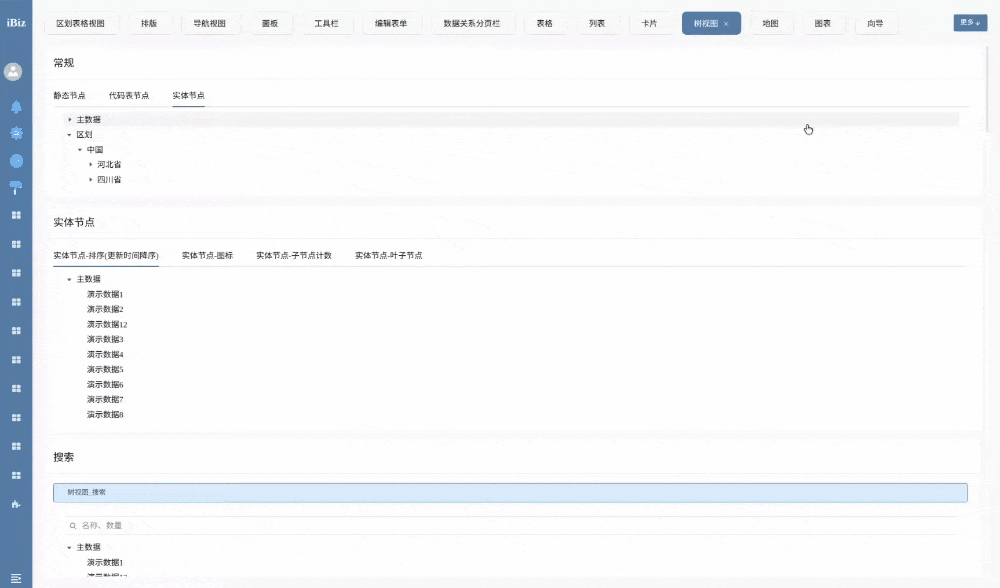 iBiz 区划表格视图 排版 导航视图 面板 工具栏 编辑表单 数据关系分页栏 表格 列表 卡片 树视图 × 地图 图表 向导 更多↓
常规
静态节点 代码表节点 实体节点
主数据
区划
中国
河北省
四川省
实体节点
实体节点-排序(更新时间降序) 实体节点-图标 实体节点-子节点计数 实体节点-叶子节点
主数据
演示数据1
演示数据2
演示数据12
演示数据3
演示数据4
演示数据5
演示数据6
演示数据7
演示数据8
搜索
树视图_搜索
名称、数量
主数据
演示数据1
演示数据12